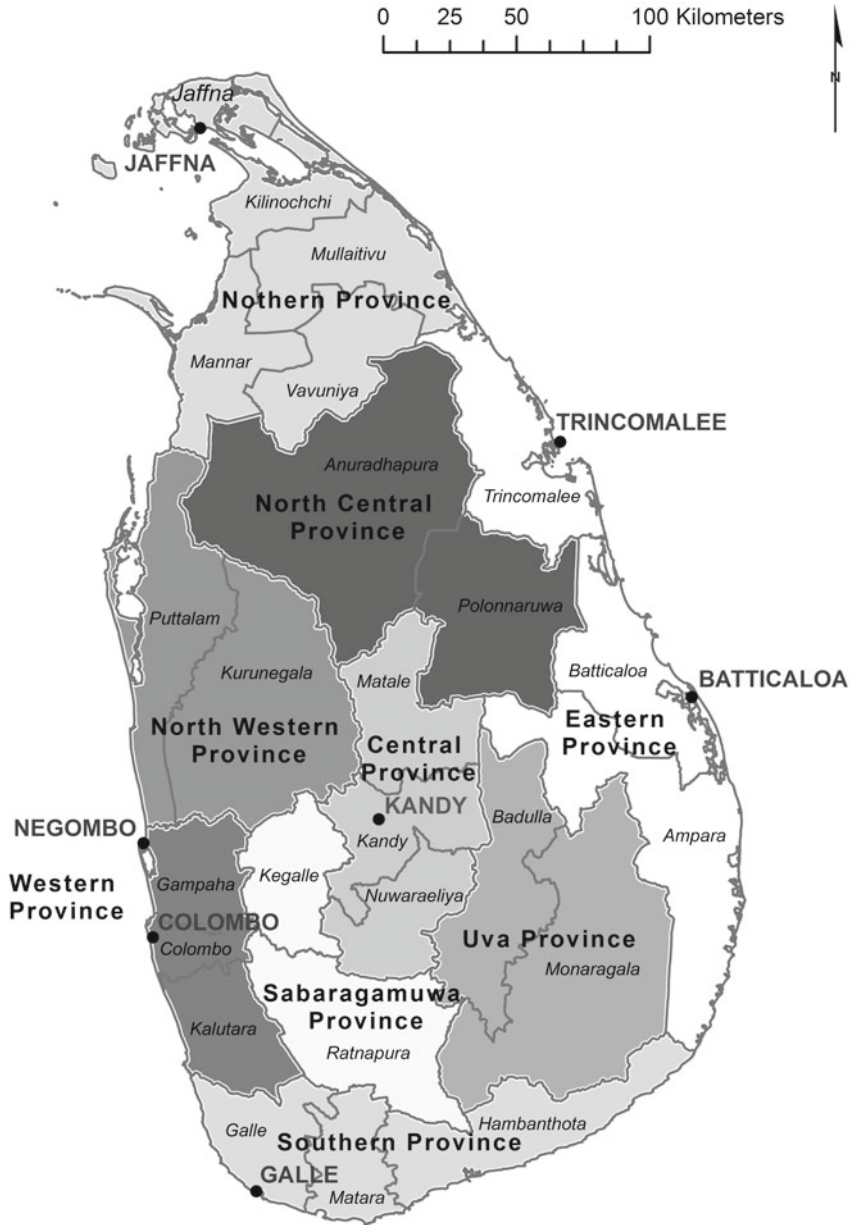 0 25 50 100 Kilometers
N
Jaffna
JAFFNA
Kilinochchi
Mullaitivu
Nothern Province
Mannar
Vavuniya
TRINCOMALEE
Anuradhapura
Trincomalee
North Central
Province
Polonnaruwa
Puttalam
Kurunegala
Matale
Batticaloa
BATTICALOA
North Western
Province
Eastern
Province
Central
Province
KANDY
NEGOMBO
Badulla
Ampara
Kandy
Kegalle
Western
Province
Gampaha
Nuwaraeliya
COLOMBO
Colombo
Uva Province
Monaragala
Sabaragamuwa
Province
Kalutara
Ratnapura
Hambanthota
Galle
Southern Province
GALLE
Matara